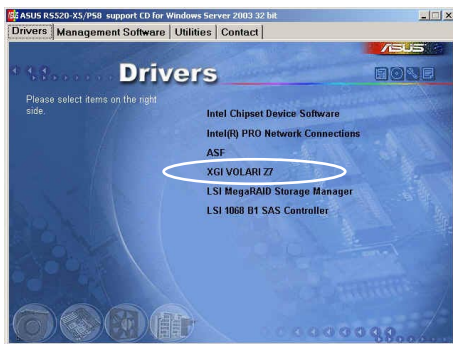 ASUS RS520-X5/PS8 support CD for Windows Server 2003 32 bit
Drivers Management Software Utilities Contact
ASUS
Drivers
Please select items on the right
side.
Intel Chipset Device Software
Intel(R) PRO Network Connections
ASF
XGI VOLARI Z7
LSI MegaRAID Storage Manager
LSI 1068 B1 SAS Controller